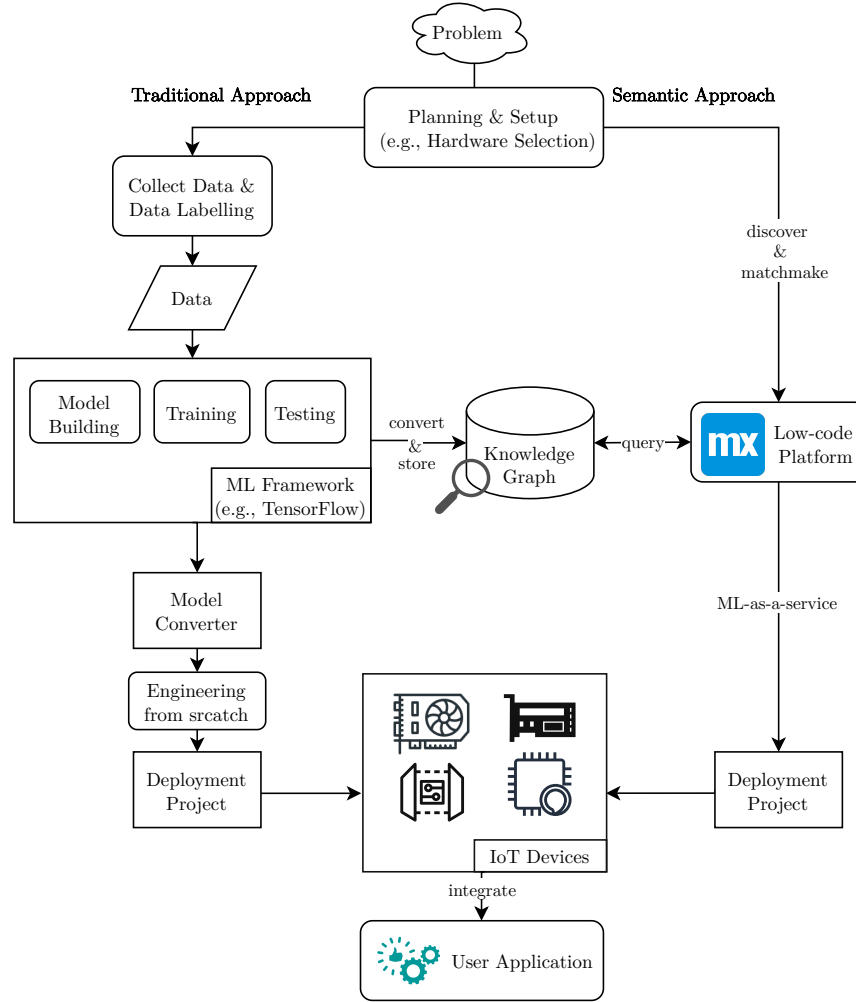 Problem
Traditional Approach
Semantic Approach
Planning & Setup
(e.g., Hardware Selection)
Collect Data &
Data Labelling
discover
&
matchmake
Data
Model
Building
Training
Testing
ML Framework
(e.g., TensorFlow)
convert
&
store
Knowledge
Graph
query
mx
Low-code
Platform
Model
Converter
ML-as-a-service
Engineering
from srcatch
Deployment
Project
Deployment
Project
IoT Devices
integrate
User Application